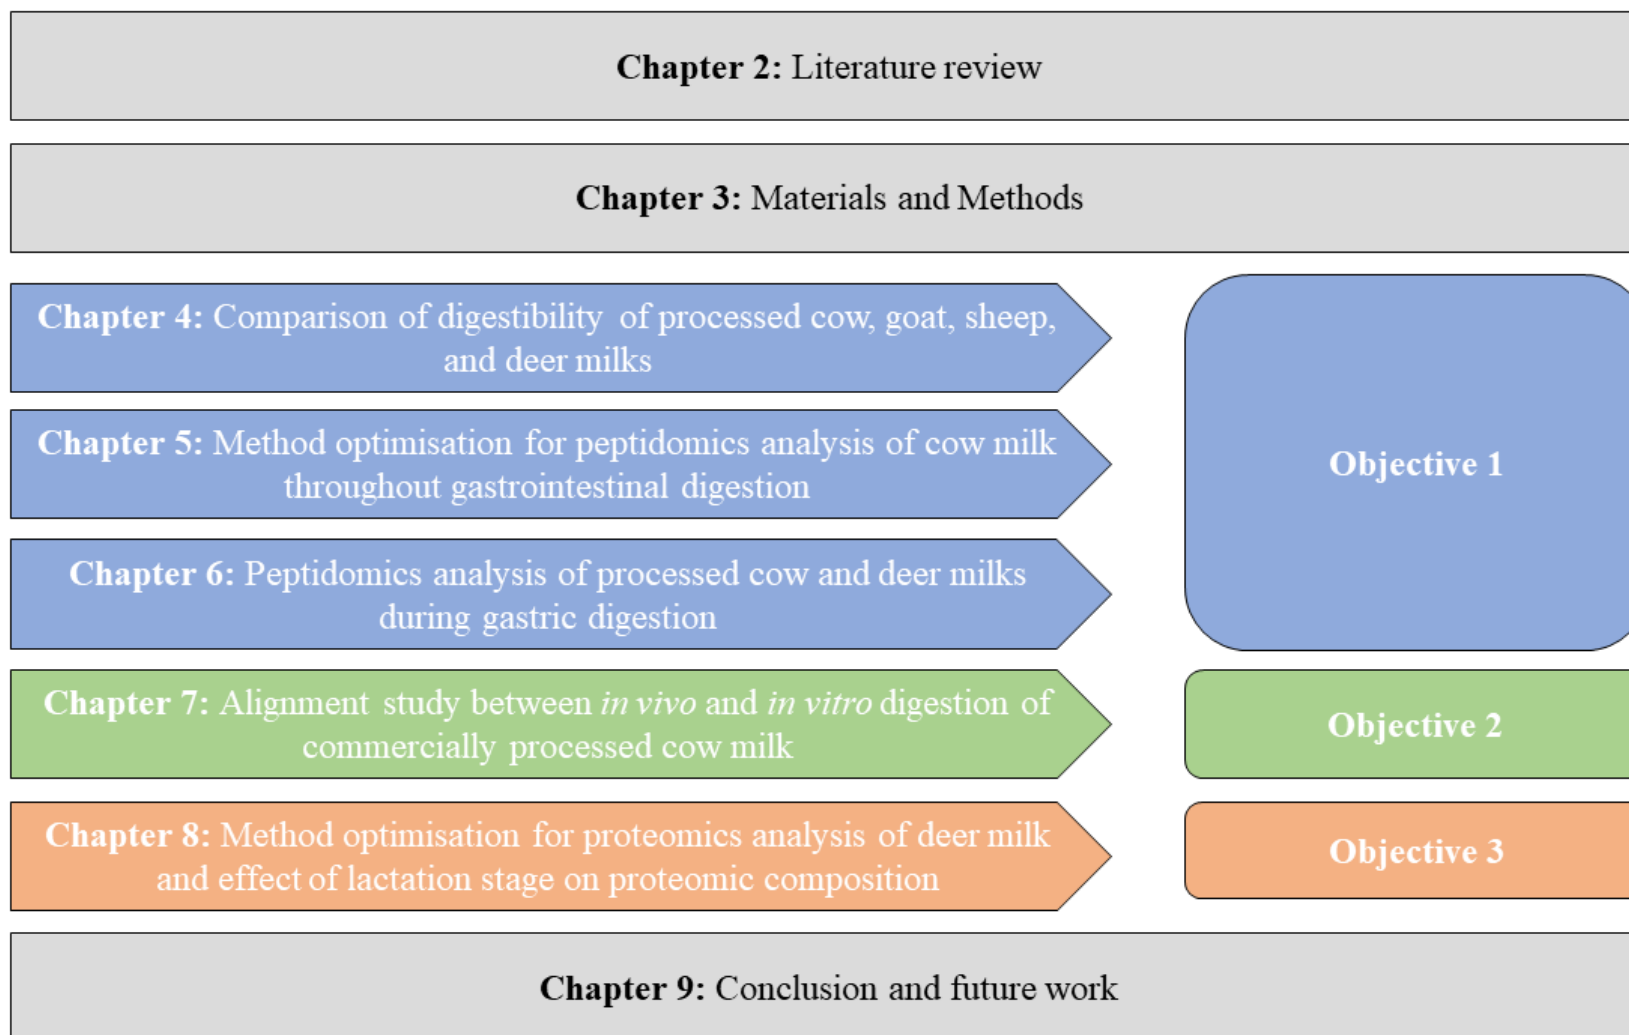 Chapter 2: Literature review
Chapter 3: Materials and Methods
Chapter 4: Comparison of digestibility of processed cow, goat, sheep,
and deer milks
Chapter 5: Method optimisation for peptidomics analysis of cow milk
throughout gastrointestinal digestion
Chapter 6: Peptidomics analysis of processed cow and deer milks
during gastric digestion
Objective 1
Chapter 7: Alignment study between in vivo and in vitro digestion of
commercially processed cow milk
Objective 2
Chapter 8: Method optimisation for proteomics analysis of deer milk
and effect of lactation stage on proteomic composition
Objective 3
Chapter 9: Conclusion and future work